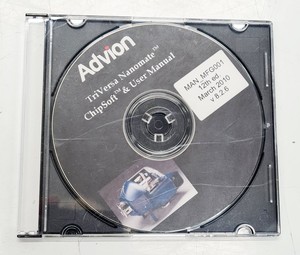 Advion
TriVersa Nanomate™
ChipSoft™ & User Manual
MAN_MFG001
12th ed
March 2010
v 8.2.6